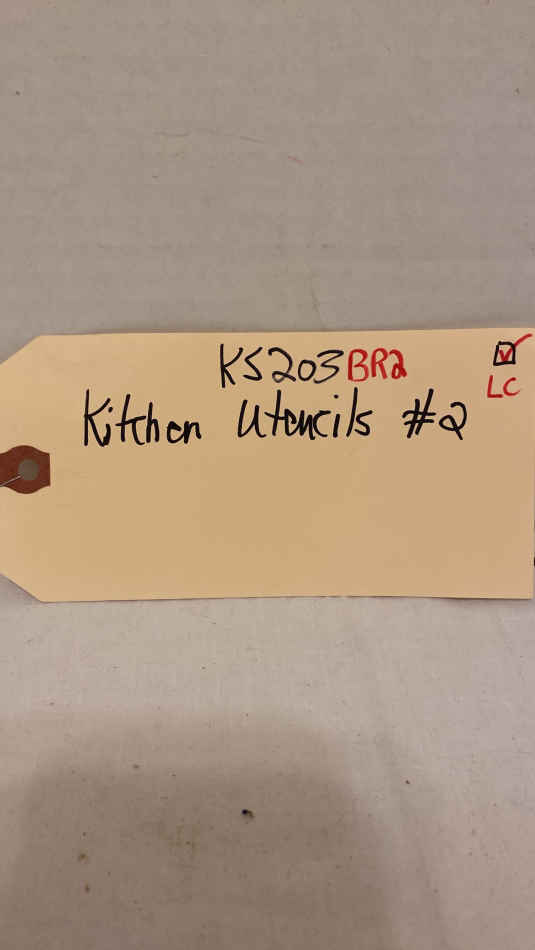 KS203BR2 ☑
LC
Kitchen Utencils #2